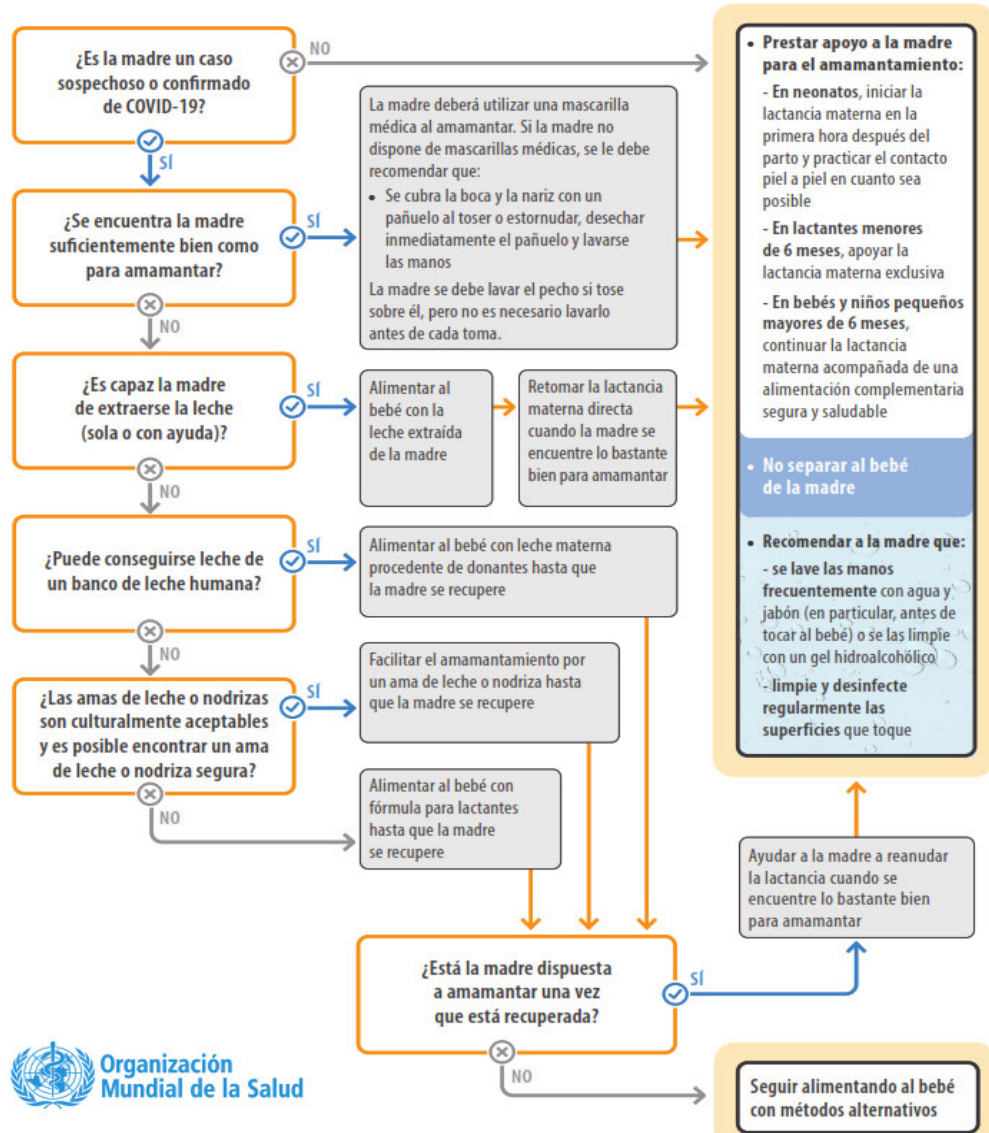 ¿Es la madre un caso
sospechoso o confirmado
de COVID-19?
NO
SÍ
¿Se encuentra la madre
suficientemente bien como
para amamantar?
SÍ
NO
La madre deberá utilizar una mascarilla
médica al amamantar. Si la madre no
dispone de mascarillas médicas, se le debe
recomendar que:
• Se cubra la boca y la nariz con un
pañuelo al toser o estornudar, desechar
inmediatamente el pañuelo y lavarse
las manos
La madre se debe lavar el pecho si tose
sobre él, pero no es necesario lavarlo
antes de cada toma.
¿Es capaz la madre
de extraerse la leche
(sola o con ayuda)?
SÍ
NO
Alimentar al
bebé con la
leche extraída
de la madre
Retomar la lactancia
materna directa
cuando la madre se
encuentre lo bastante
bien para amamantar
¿Puede conseguirse leche de
un banco de leche humana?
SÍ
NO
Alimentar al bebé con leche materna
procedente de donantes hasta que
la madre se recupere
¿Las amas de leche o nodrizas
son culturalmente aceptables
y es posible encontrar un ama
de leche o nodriza segura?
SÍ
NO
Facilitar el amamantamiento por
un ama de leche o nodriza hasta
que la madre se recupere
Alimentar al bebé con
fórmula para lactantes
hasta que la madre
se recupere
¿Está la madre dispuesta
a amamantar una vez
que está recuperada?
SÍ
NO
Ayudar a la madre a reanudar
la lactancia cuando se
encuentre lo bastante bien
para amamantar
• Prestar apoyo a la madre
para el amamantamiento:
- En neonatos, iniciar la
lactancia materna en la
primera hora después del
parto y practicar el contacto
piel a piel en cuanto sea
posible
- En lactantes menores
de 6 meses, apoyar la
lactancia materna exclusiva
- En bebés y niños pequeños
mayores de 6 meses,
continuar la lactancia
materna acompañada de una
alimentación complementaria
segura y saludable
• No separar al bebé
de la madre
• Recomendar a la madre que:
- se lave las manos
frecuentemente con agua y
jabón (en particular, antes de
tocar al bebé) o se las limpie
con un gel hidroalcohólico
- limpie y desinfecte
regularmente las
superficies que toque
Seguir alimentando al bebé
con métodos alternativos
Organización
Mundial de la Salud